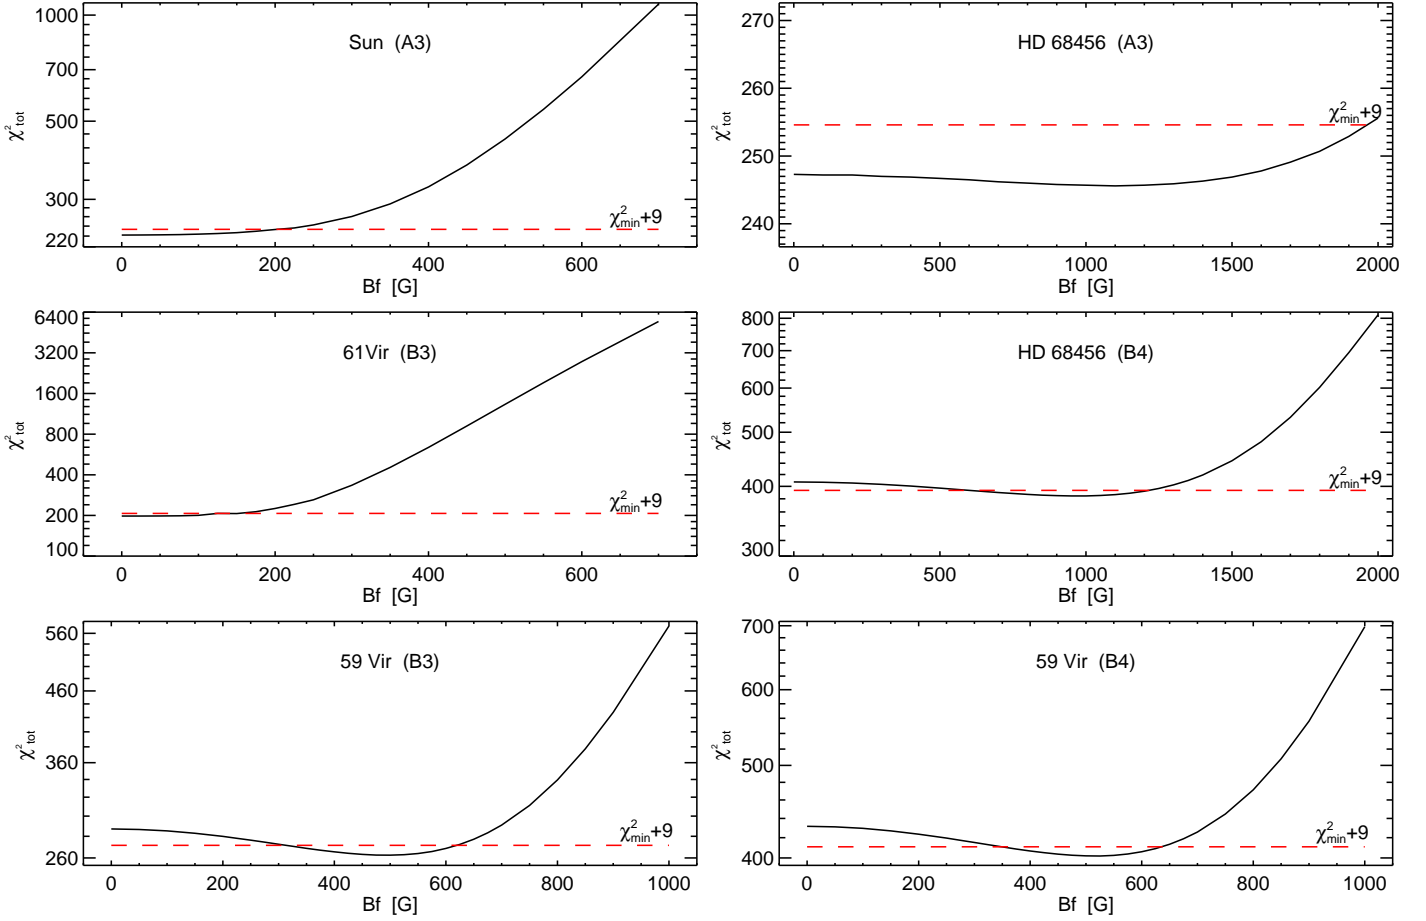 Sun (A3)
χ²tot
1000
700
500
300
220
χ²min+9
0 200 400 600
Bf [G]
HD 68456 (A3)
χ²tot
270
260
250
240
χ²min+9
0 500 1000 1500 2000
Bf [G]
61Vir (B3)
χ²tot
6400
3200
1600
800
400
200
100
χ²min+9
0 200 400 600
Bf [G]
HD 68456 (B4)
χ²tot
800
700
600
500
400
300
χ²min+9
0 500 1000 1500 2000
Bf [G]
59 Vir (B3)
χ²tot
560
460
360
260
χ²min+9
0 200 400 600 800 1000
Bf [G]
59 Vir (B4)
χ²tot
700
600
500
400
χ²min+9
0 200 400 600 800 1000
Bf [G]